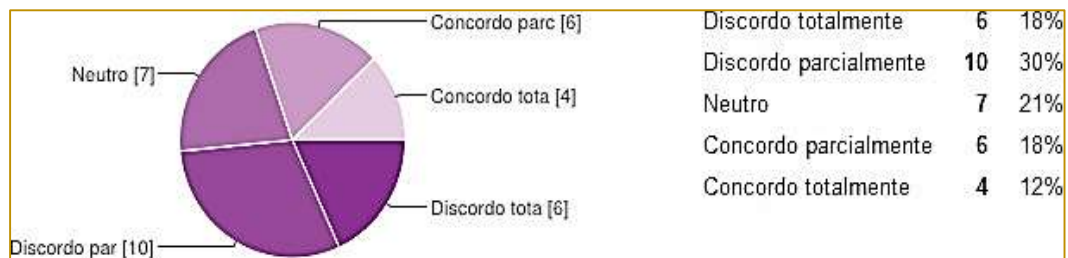 Concordo parc [6]
Neutro [7]
Concordo tota [4]
Discordo tota [6]
Discordo par [10]
Discordo totalmente 6 18%
Discordo parcialmente 10 30%
Neutro 7 21%
Concordo parcialmente 6 18%
Concordo totalmente 4 12%